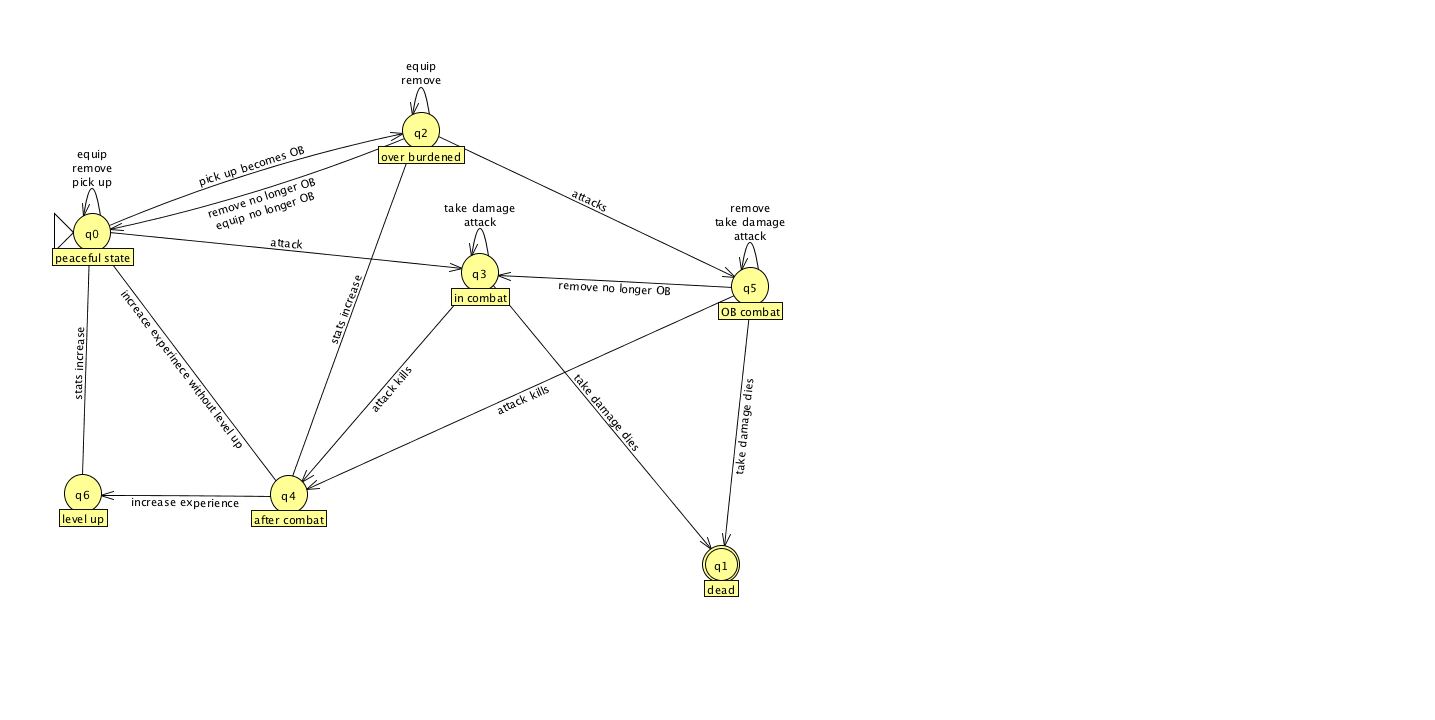 equip
remove
q2
over burdened
equip
remove
pick up
q0
peaceful state
pick up becomes OB
remove no longer OB
equip no longer OB
attacks
take damage
attack
q3
in combat
remove
take damage
attack
q5
OB combat
attack
remove no longer OB
stats increase
increace experinece without level up
stats increase
attack kills
attack kills
take damage dies
take damage dies
q6
level up
increase experience
q4
after combat
q1
dead